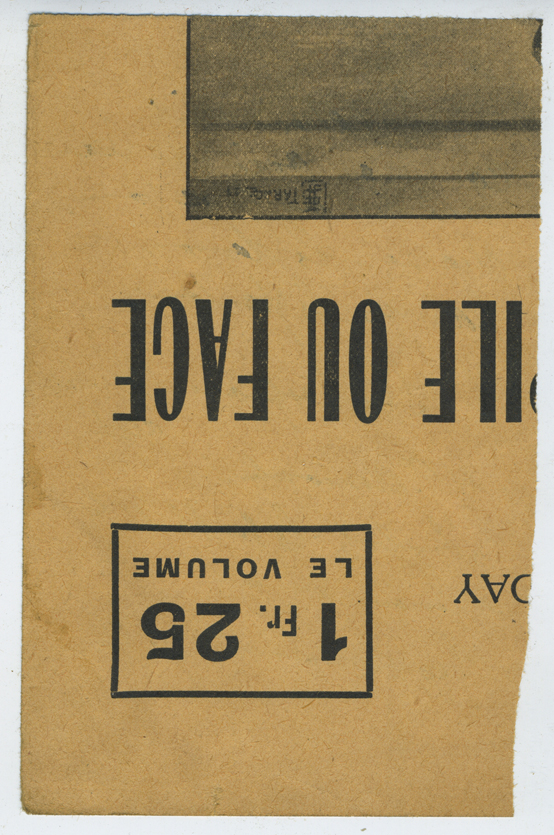 1 Fr. 25
DAY
LE VOLUME
PILE OU FACE